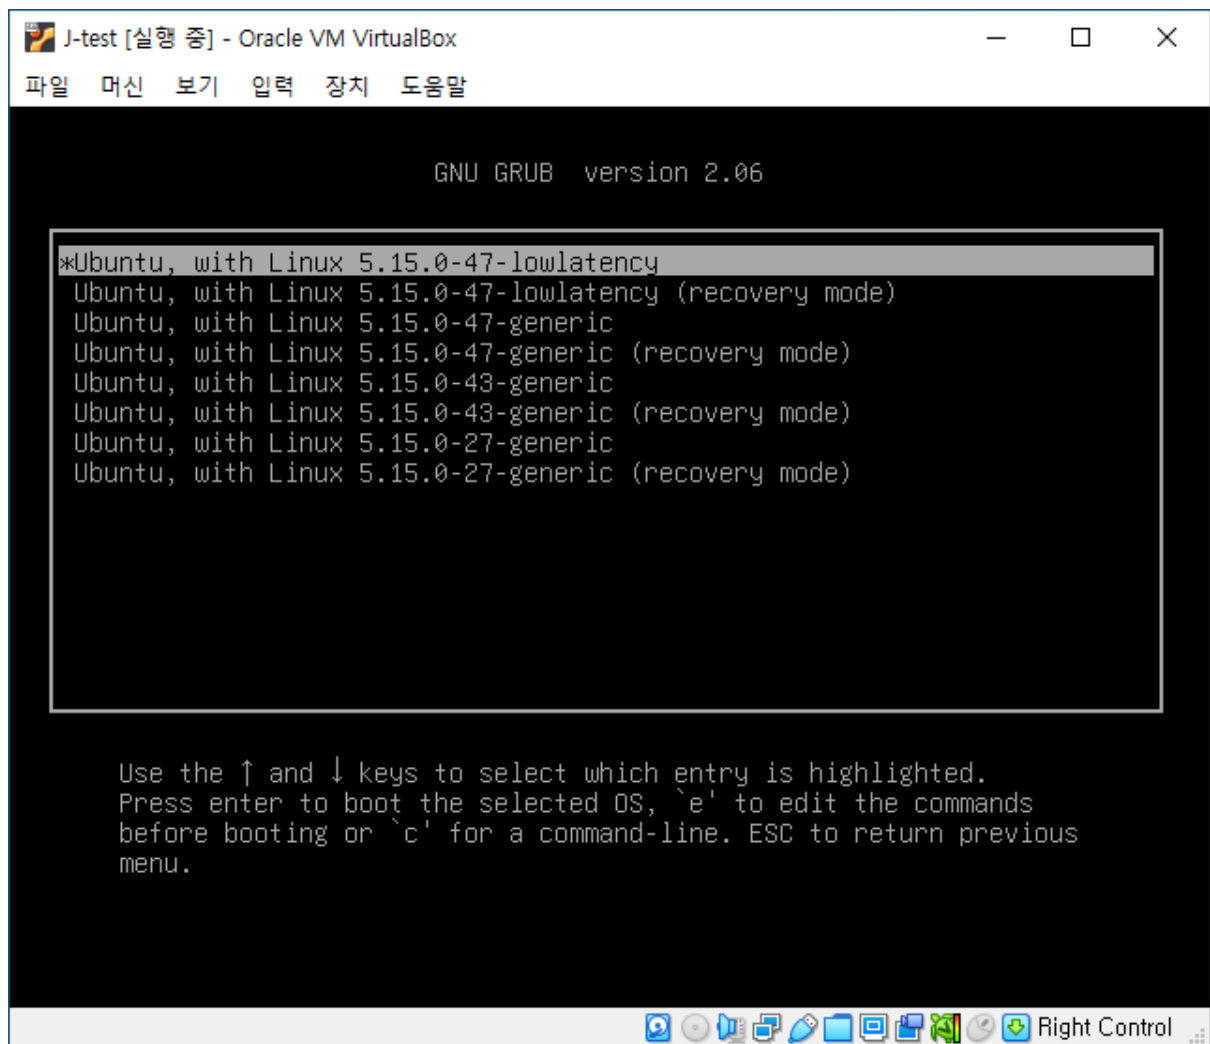 J-test [실행 중] - Oracle VM VirtualBox
파일 머신 보기 입력 장치 도움말
GNU GRUB version 2.06
*Ubuntu, with Linux 5.15.0-47-lowlatency
Ubuntu, with Linux 5.15.0-47-lowlatency (recovery mode)
Ubuntu, with Linux 5.15.0-47-generic
Ubuntu, with Linux 5.15.0-47-generic (recovery mode)
Ubuntu, with Linux 5.15.0-43-generic
Ubuntu, with Linux 5.15.0-43-generic (recovery mode)
Ubuntu, with Linux 5.15.0-27-generic
Ubuntu, with Linux 5.15.0-27-generic (recovery mode)
Use the ↑ and ↓ keys to select which entry is highlighted.
Press enter to boot the selected OS, `e' to edit the commands
before booting or `c' for a command-line. ESC to return previous
menu.
Right Control